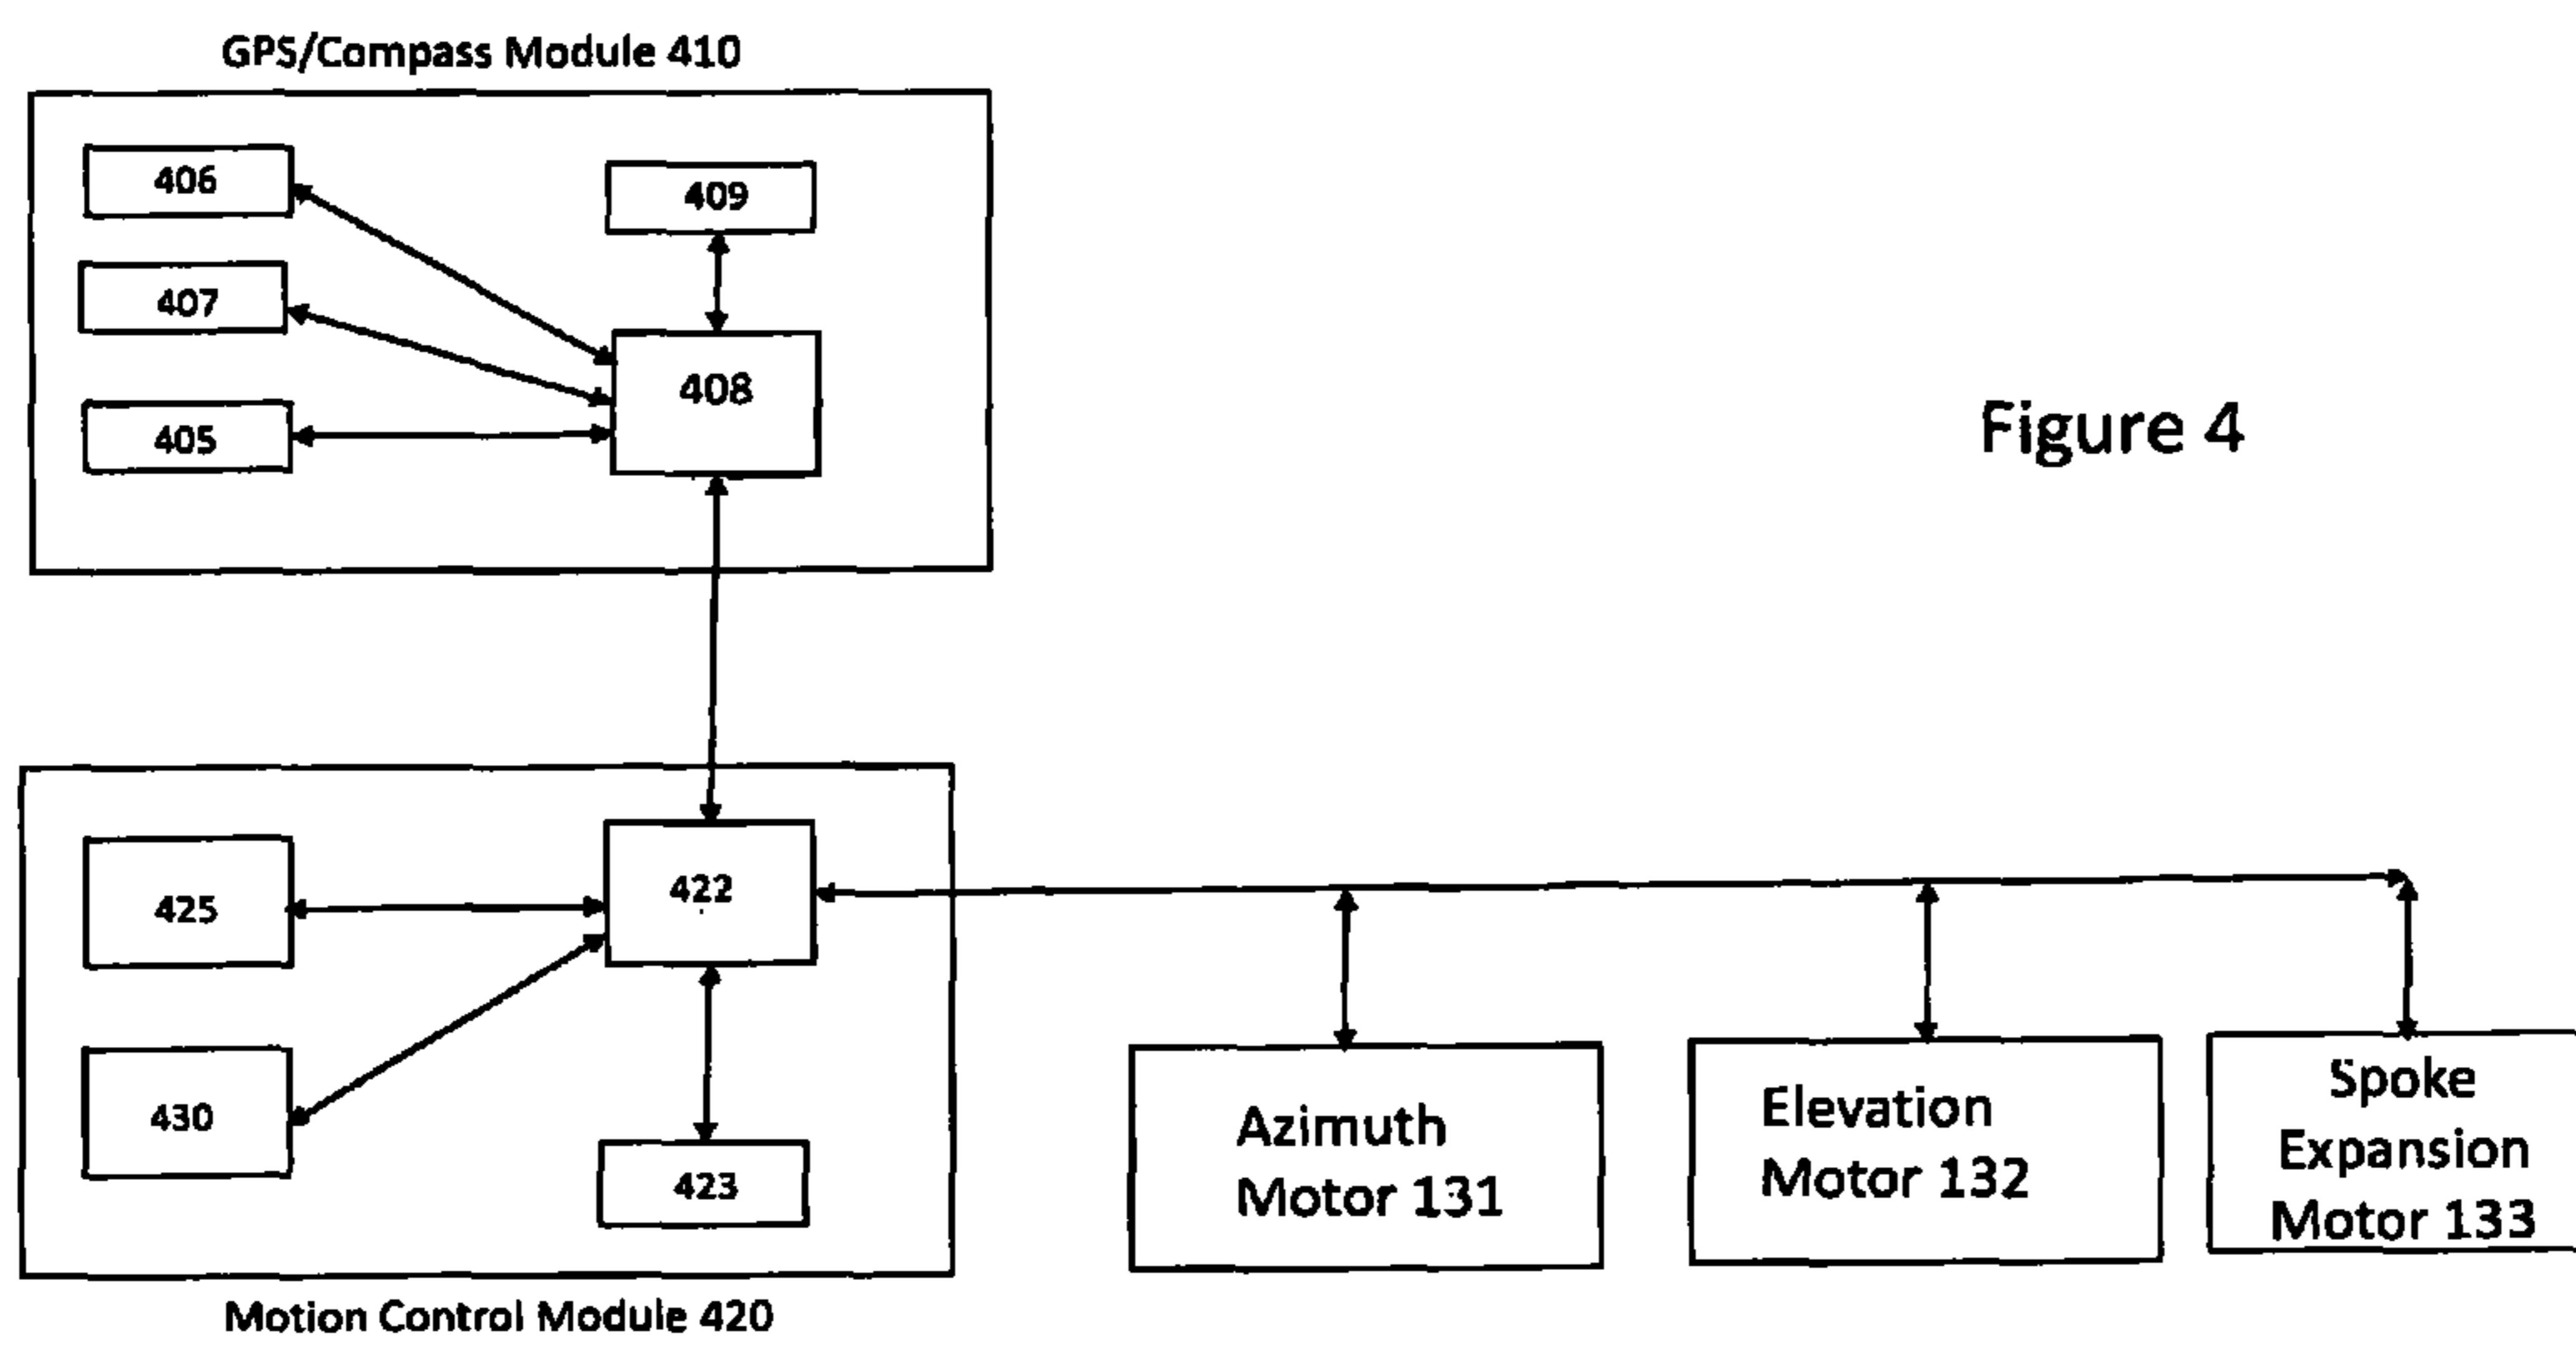 GPS/Compass Module 410
406
409
407
408
405
Figure 4
425
422
430
423
Azimuth
Motor 131
Elevation
Motor 132
Spoke
Expansion
Motor 133
Motion Control Module 420